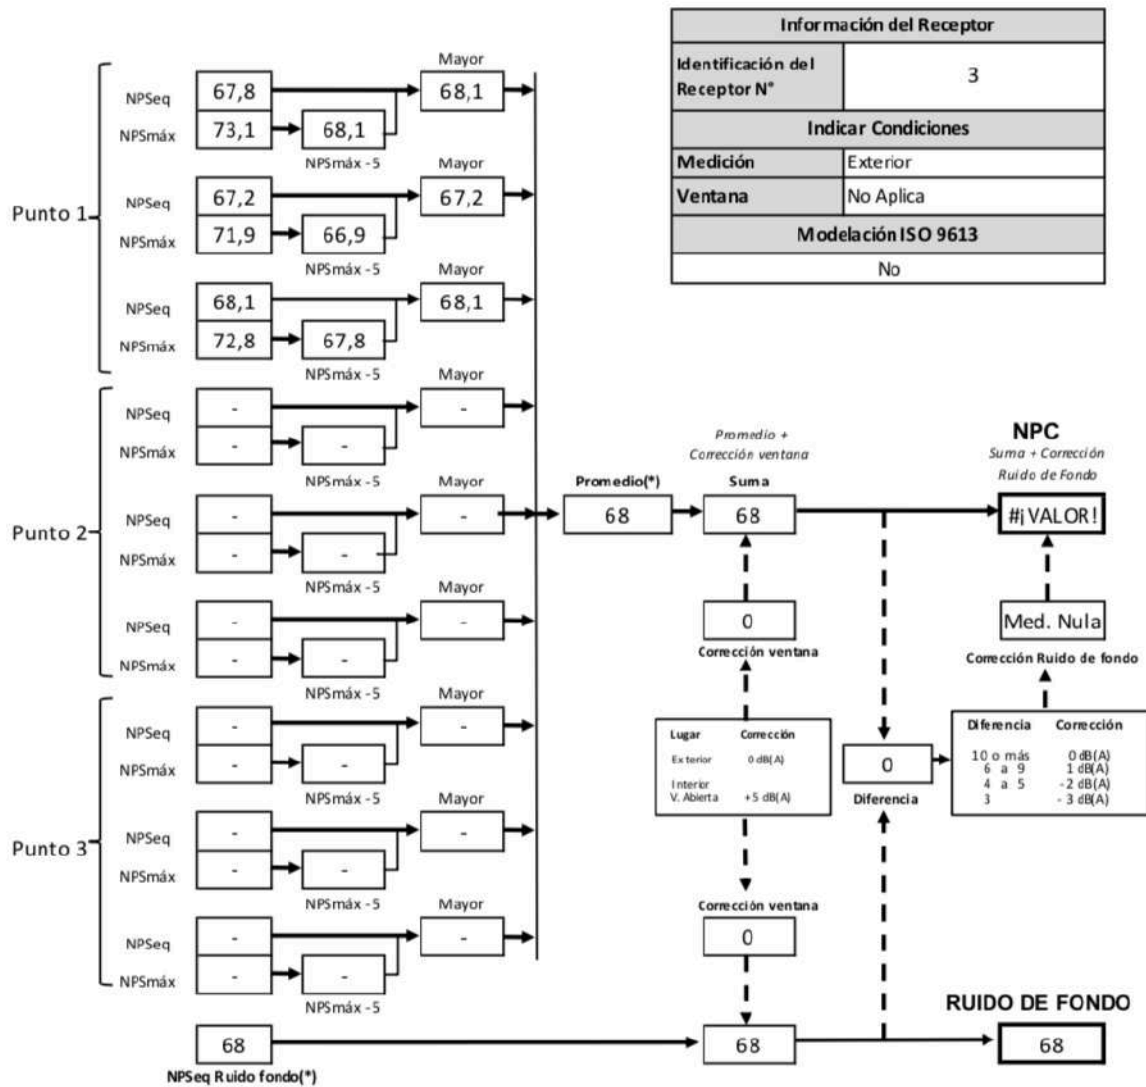 Información del Receptor
Identificación del Receptor N° 3
Indicar Condiciones
Medición Exterior
Ventana No Aplica
Modelación ISO 9613
No
Punto 1
Mayor
NPSeq 67,8 68,1
NPSmáx 73,1 68,1
NPSmáx -5
Mayor
NPSeq 67,2 67,2
NPSmáx 71,9 66,9
NPSmáx -5
Mayor
NPSeq 68,1 68,1
NPSmáx 72,8 67,8
NPSmáx -5
Punto 2
Mayor
NPSeq - -
NPSmáx - -
NPSmáx -5
Mayor
NPSeq - -
NPSmáx - -
NPSmáx -5
Mayor
NPSeq - -
NPSmáx - -
NPSmáx -5
Punto 3
Mayor
NPSeq - -
NPSmáx - -
NPSmáx -5
Mayor
NPSeq - -
NPSmáx - -
NPSmáx -5
Mayor
NPSeq - -
NPSmáx - -
NPSmáx -5
68
NPSeq Ruido fondo(*)
Promedio(*)
68
Promedio +
Corrección ventana
Suma
68
0
Corrección ventana
Lugar Corrección
Exterior 0 dB(A)
Interior
V. Abierta +5 dB(A)
Corrección ventana
0
68
NPC
Suma + Corrección
Ruido de Fondo
#¡VALOR!
Med. Nula
Corrección Ruido de fondo
0
Diferencia
Diferencia Corrección
10 o más 0 dB(A)
6 a 9 1 dB(A)
4 a 5 -2 dB(A)
3 - 3 dB(A)
RUIDO DE FONDO
68